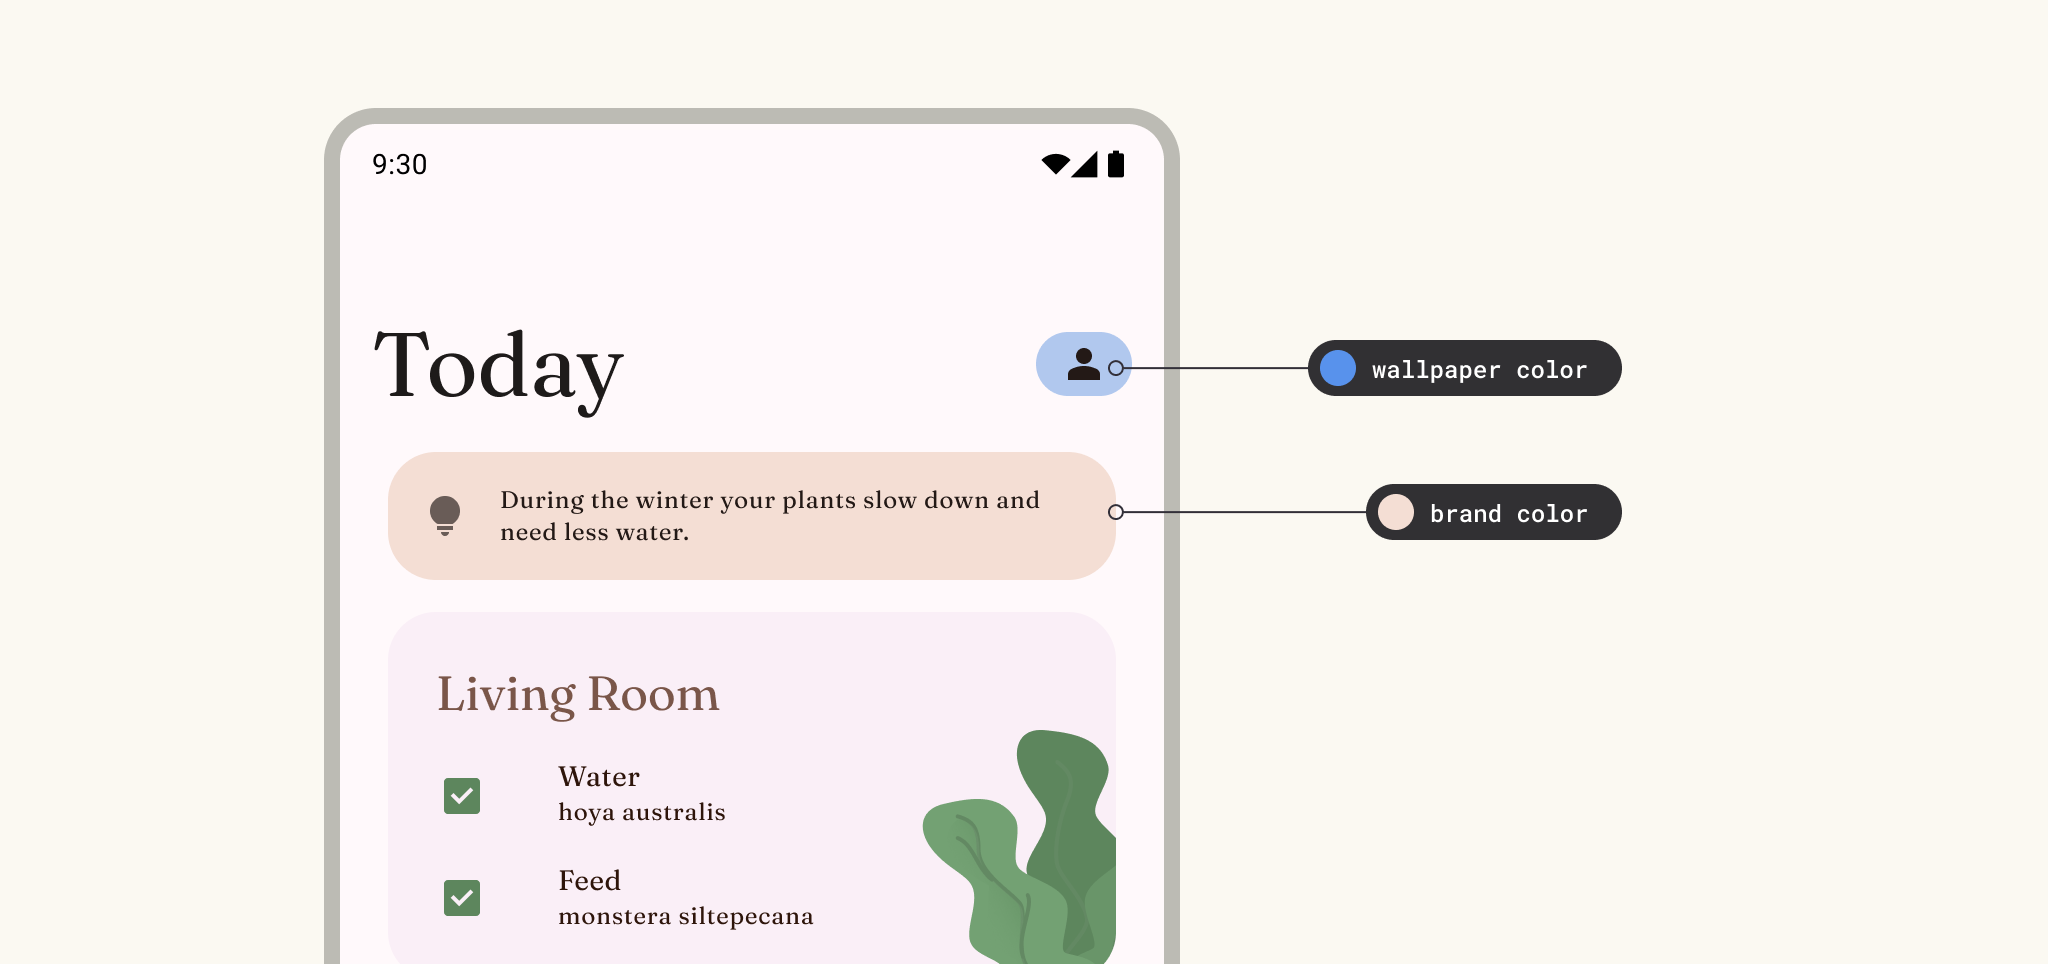 9:30
Today
wallpaper color
During the winter your plants slow down and
need less water.
brand color
Living Room
Water
hoya australis
Feed
monstera siltepecana